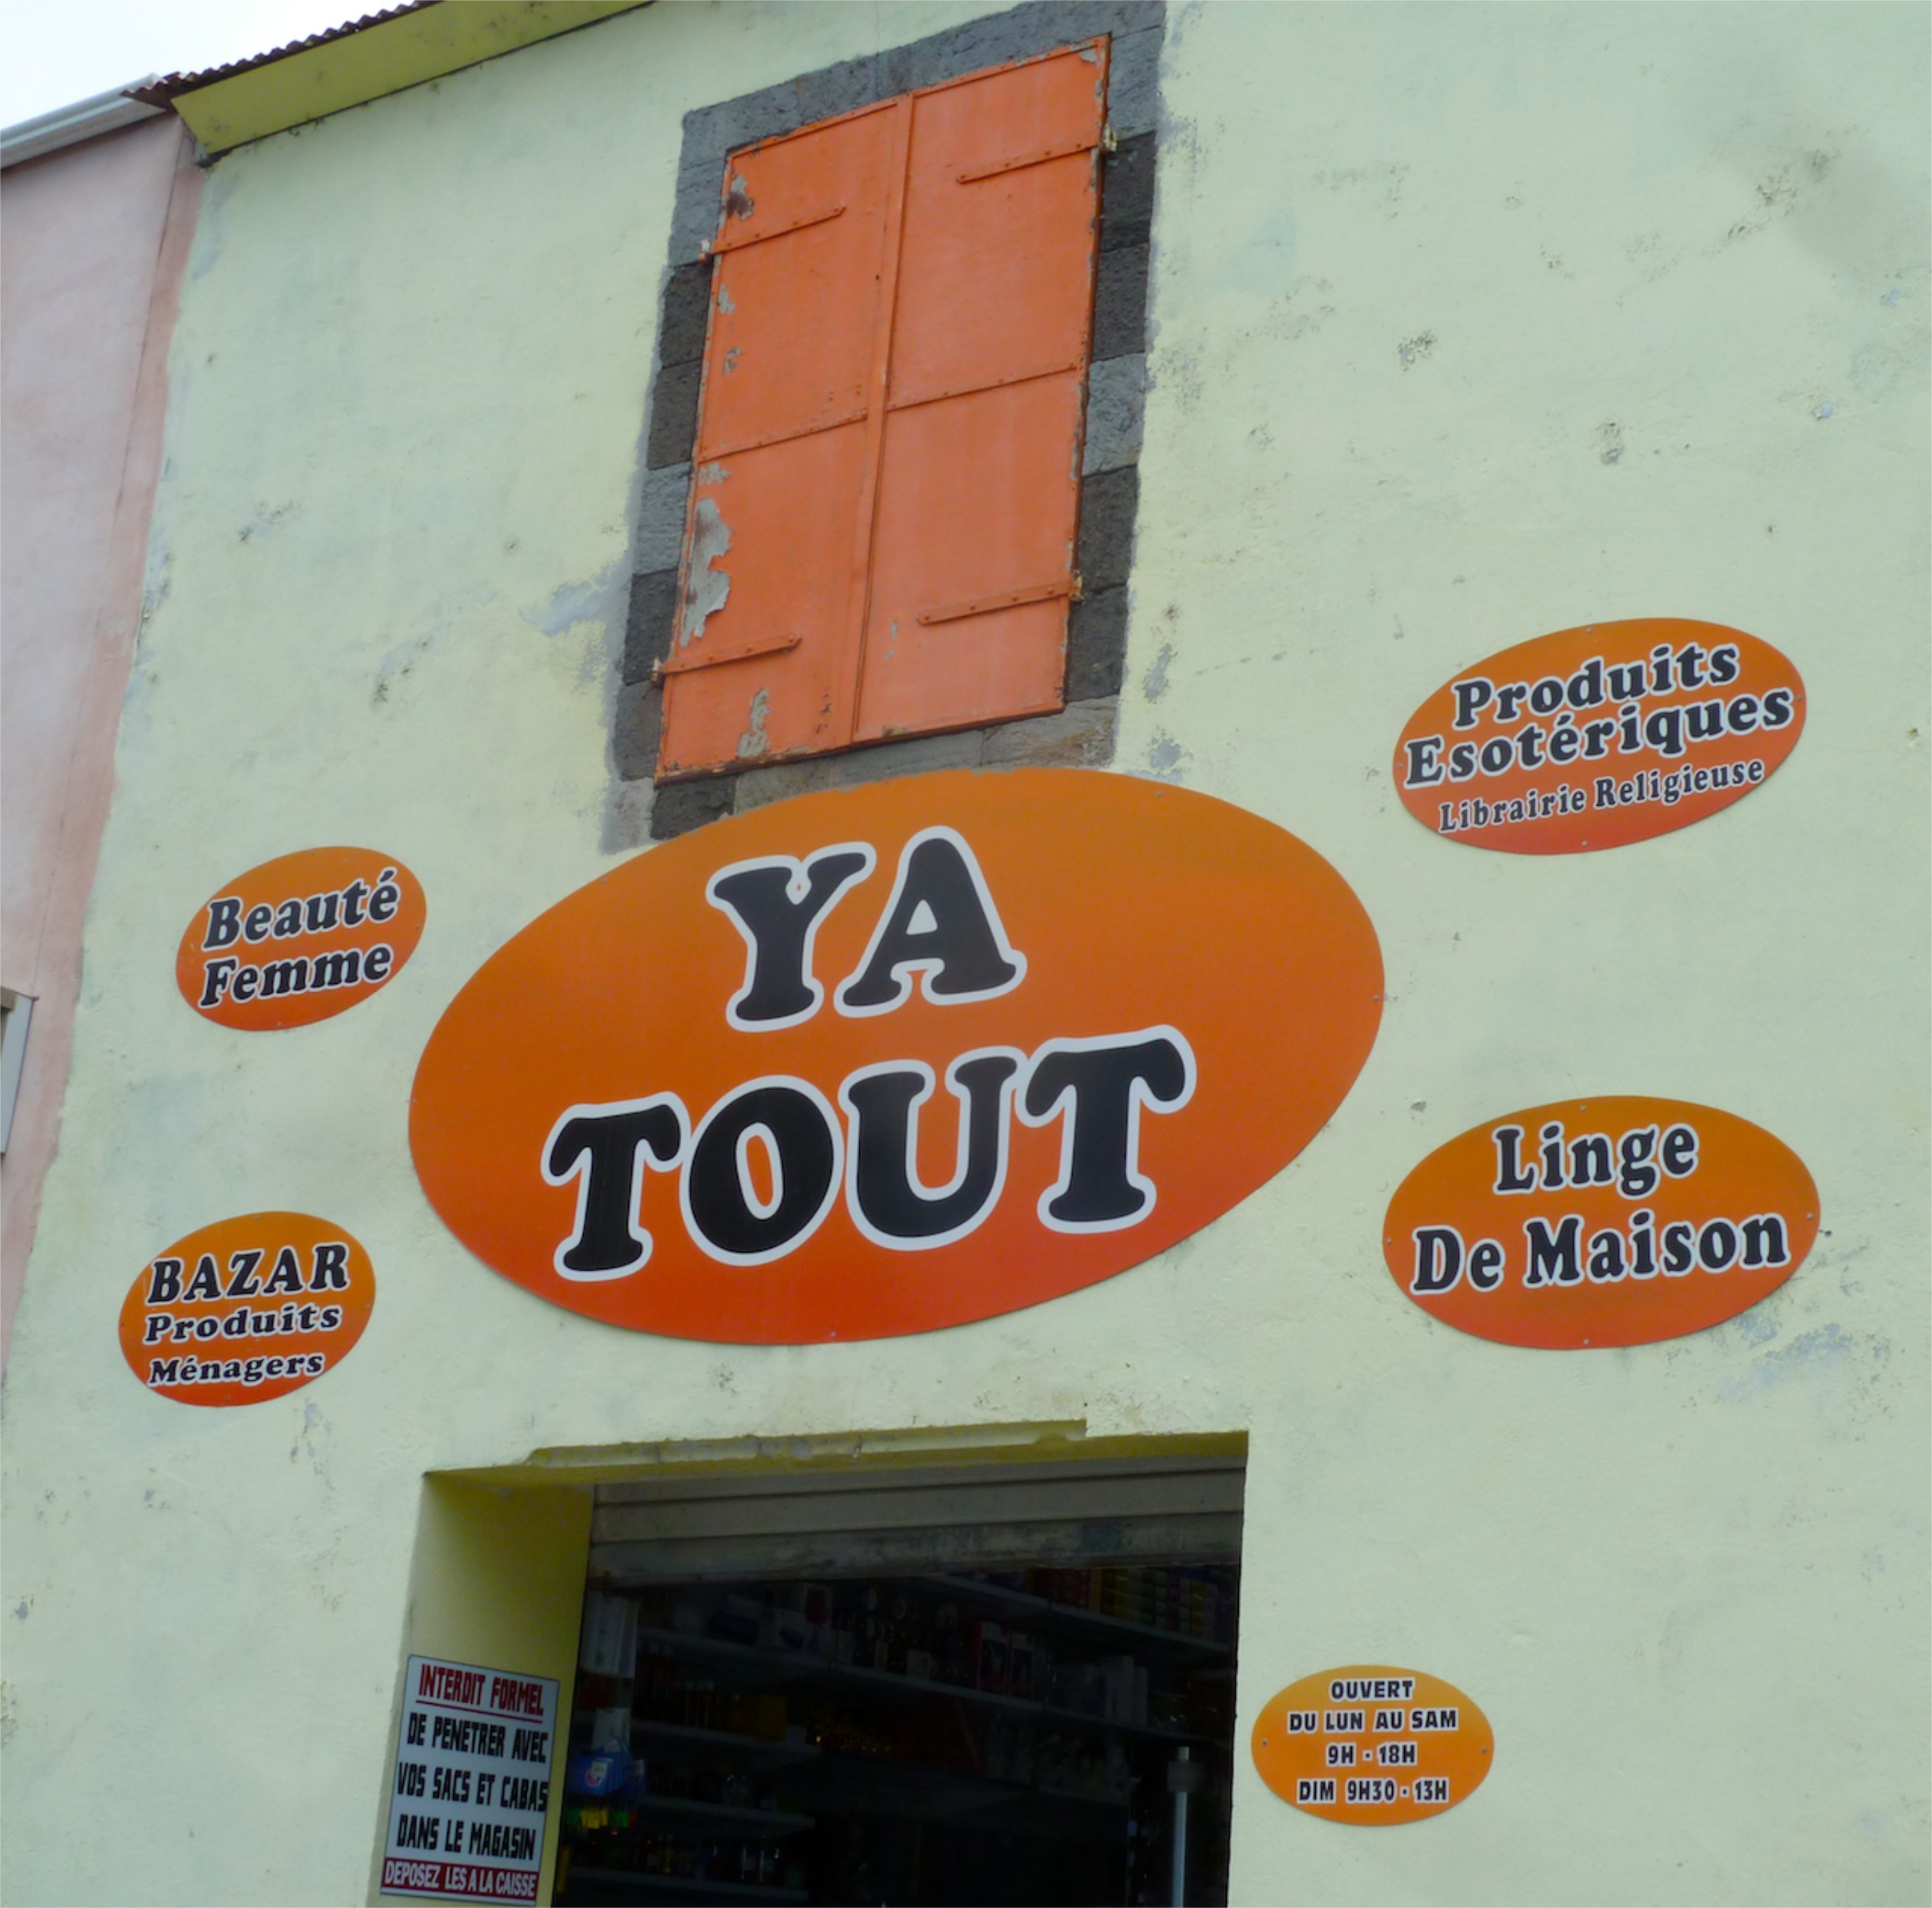 Produits
Esotériques
Librairie Religieuse
Beauté
Femme
YA
TOUT
Linge
De Maison
BAZAR
Produits
Ménagers
INTERDIT FORMEL
DE PENETRER AVEC
VOS SACS ET CABAS
DANS LE MAGASIN
DEPOSEZ LES A LA CAISSE
OUVERT
DU LUN AU SAM
9H - 18H
DIM 9H30 - 13H